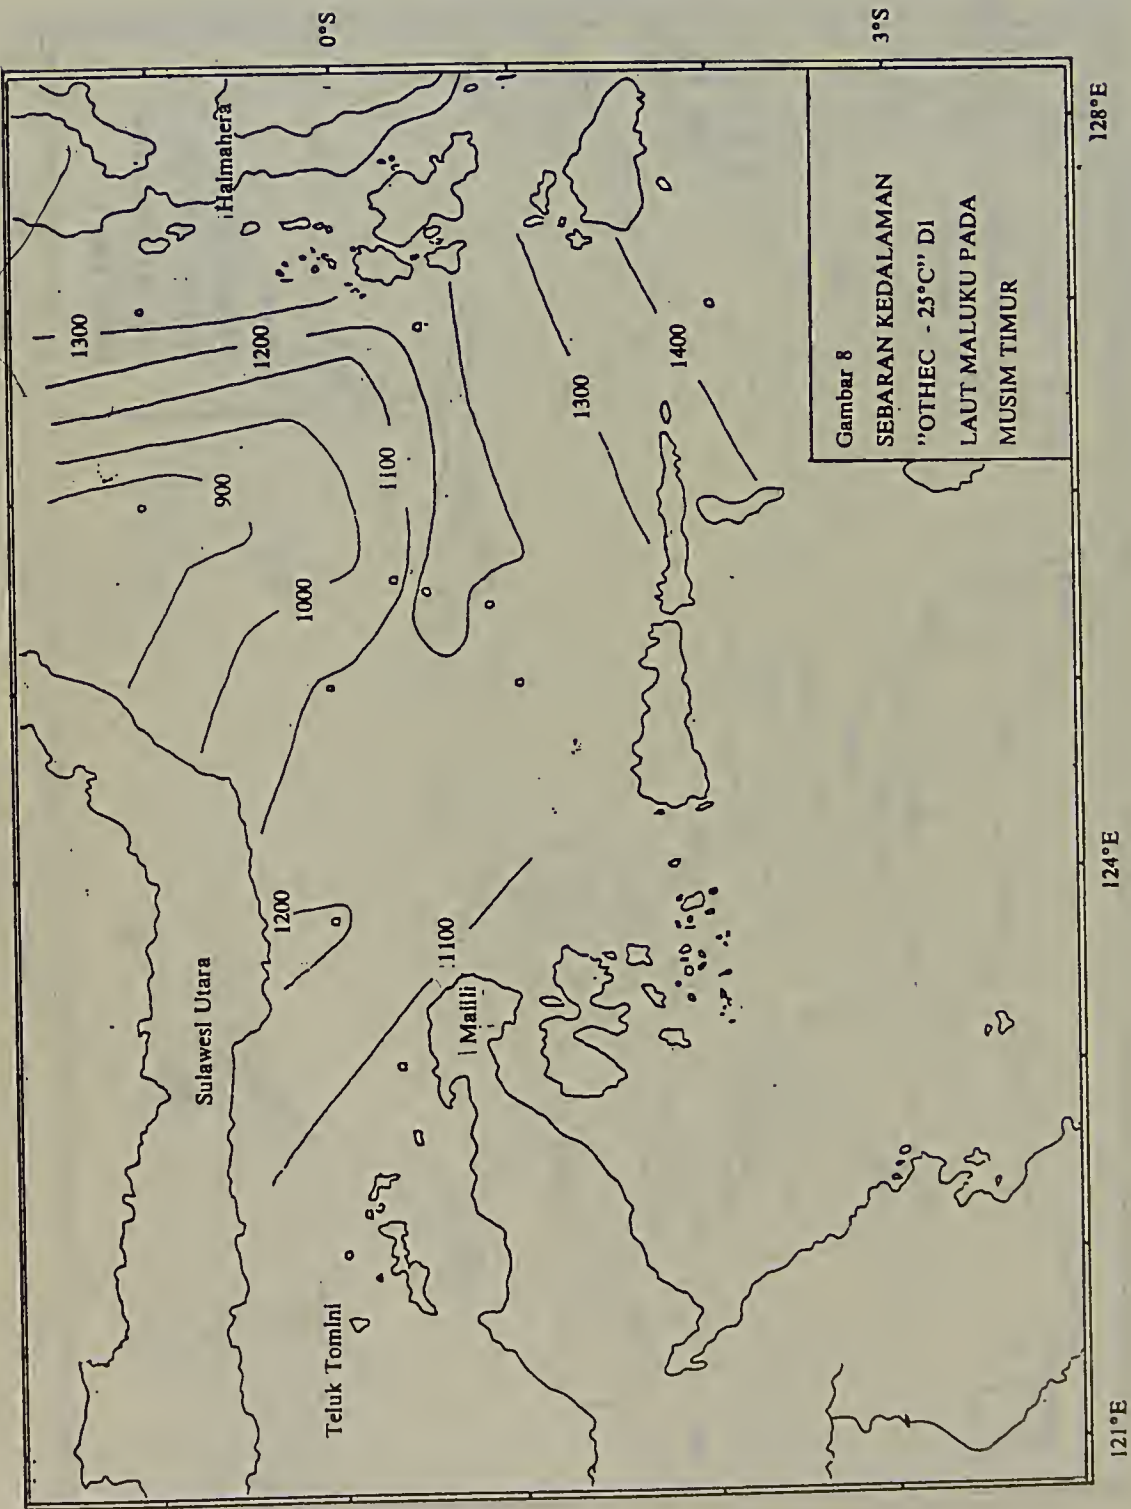 0°S
3°S
Halmahera
1300
1200
900
1100
1000
1300
1400
1200
1100
Sulawesi Utara
Malili
Teluk Tomini
Gambar 8
SEBARAN KEDALAMAN
"OTHEC - 25°C" DI
LAUT MALUKU PADA
MUSIM TIMUR
121°E
124°E
128°E